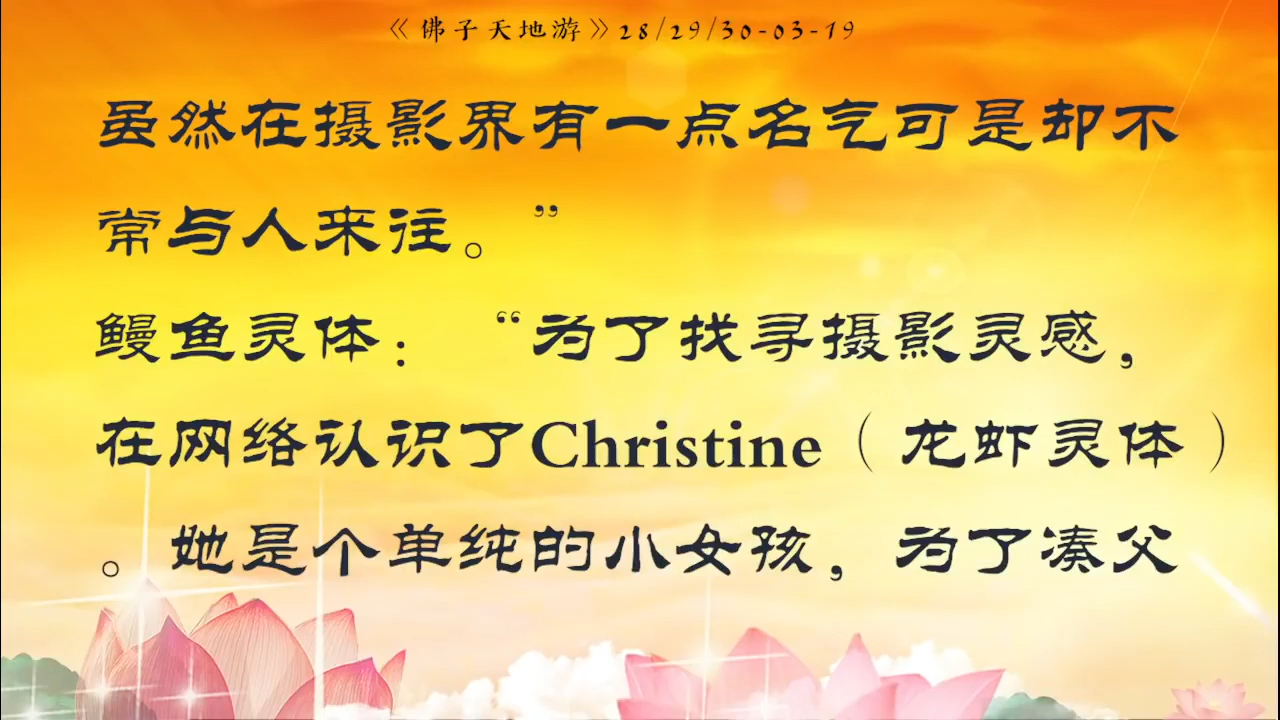 《佛子天地游》28/29/30-03-19
虽然在摄影界有一点名气可是却不
常与人来往。”
鳗鱼灵体：“为了找寻摄影灵感，
在网络认识了Christine（龙虾灵体）
。她是个单纯的小女孩，为了凑父